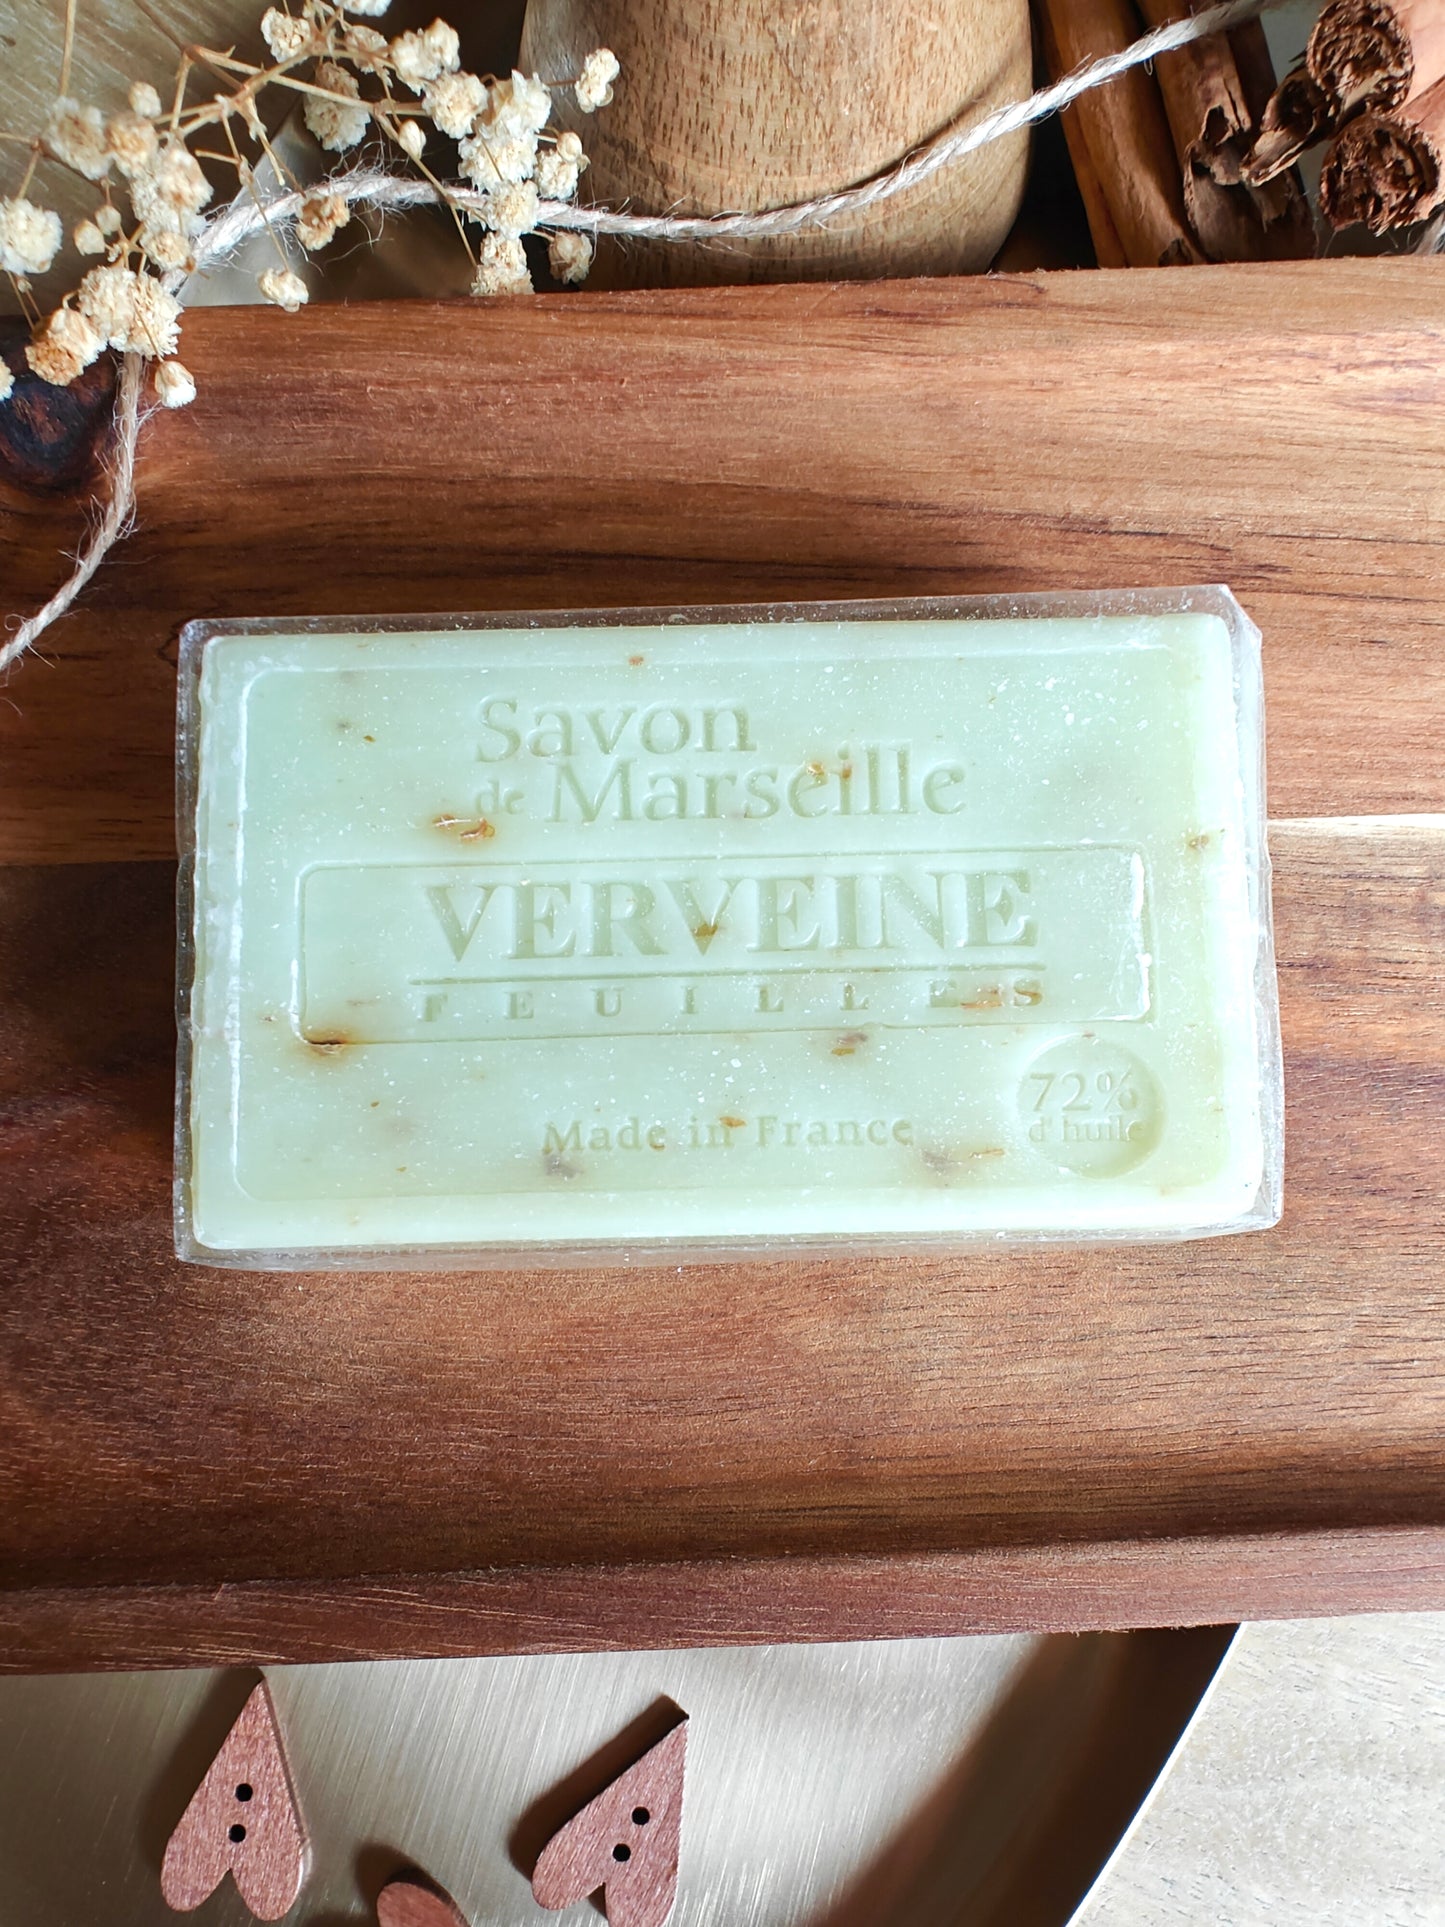 Savon
de Marseille
VERVEINE
FEUILLES
Made in France
72%
d'huile